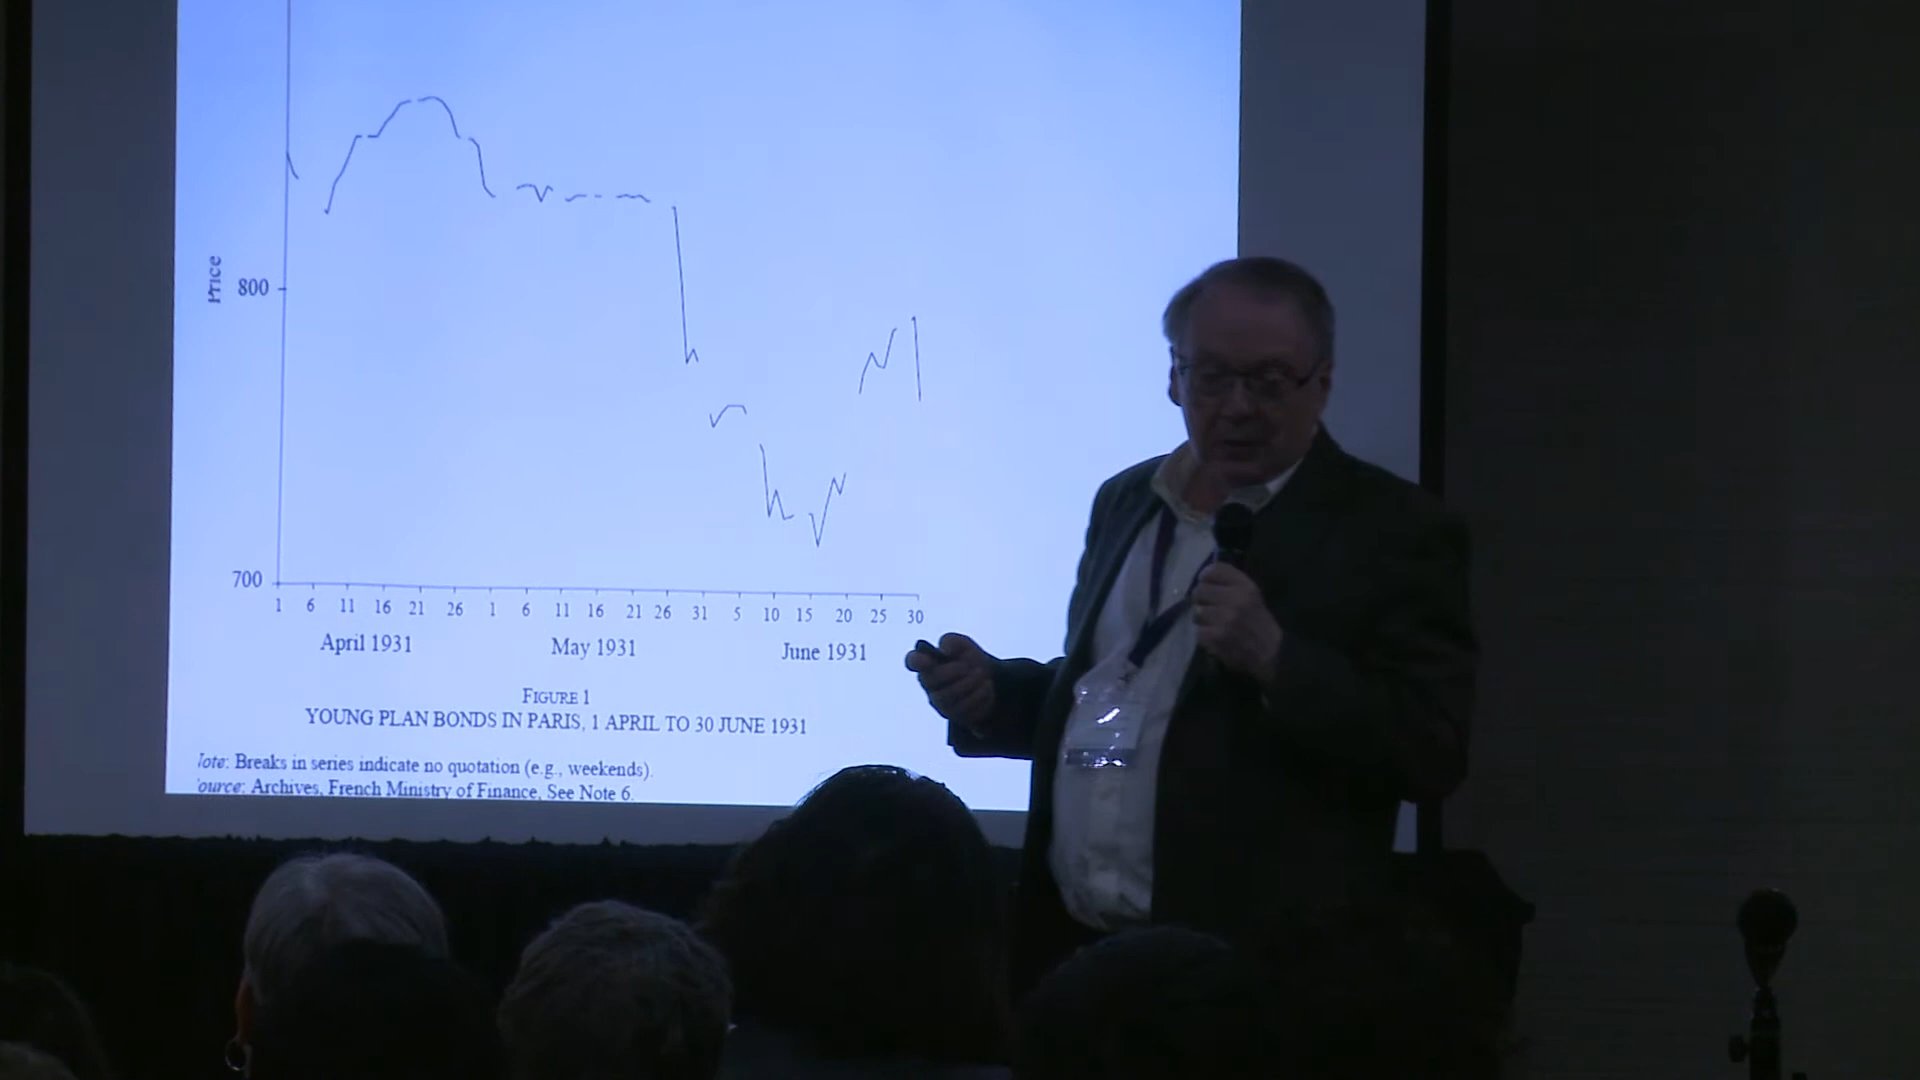 Price
800
700
1 6 11 16 21 26 1 6 11 16 21 26 31 5 10 15 20 25 30
April 1931 May 1931 June 1931
FIGURE 1
YOUNG PLAN BONDS IN PARIS, 1 APRIL TO 30 JUNE 1931
ote: Breaks in series indicate no quotation (e.g., weekends).
ource: Archives, French Ministry of Finance, See Note 6.